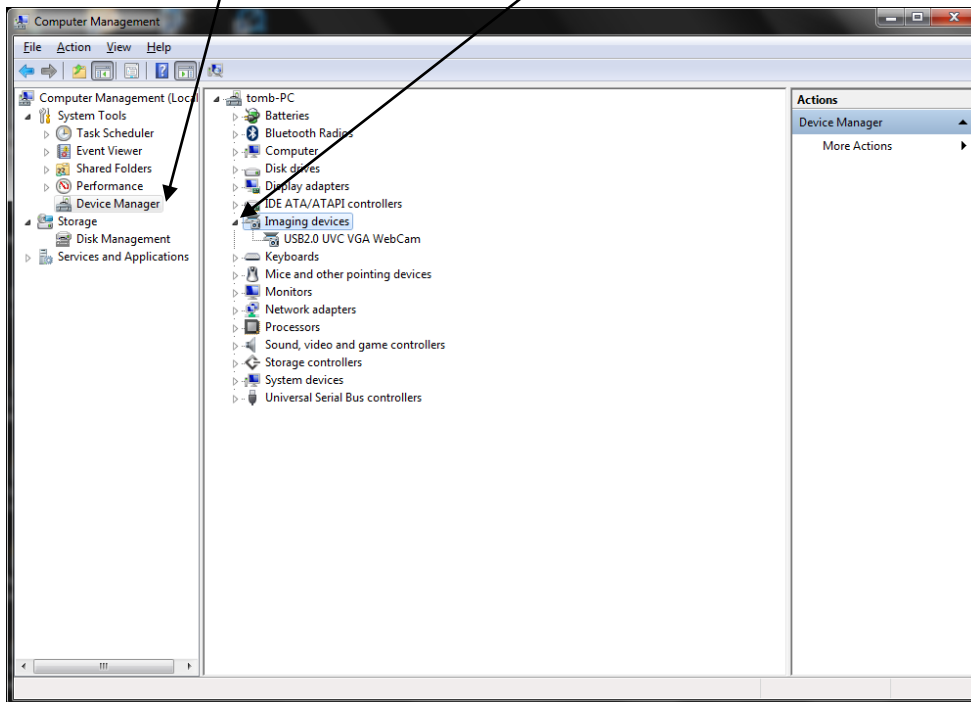 Computer Management
File Action View Help
Computer Management (Local
System Tools
Task Scheduler
Event Viewer
Shared Folders
Performance
Device Manager
Storage
Disk Management
Services and Applications
tomb-PC
Batteries
Bluetooth Radios
Computer
Disk drives
Display adapters
IDE ATA/ATAPI controllers
Imaging devices
USB2.0 UVC VGA WebCam
Keyboards
Mice and other pointing devices
Monitors
Network adapters
Processors
Sound, video and game controllers
Storage controllers
System devices
Universal Serial Bus controllers
Actions
Device Manager
More Actions